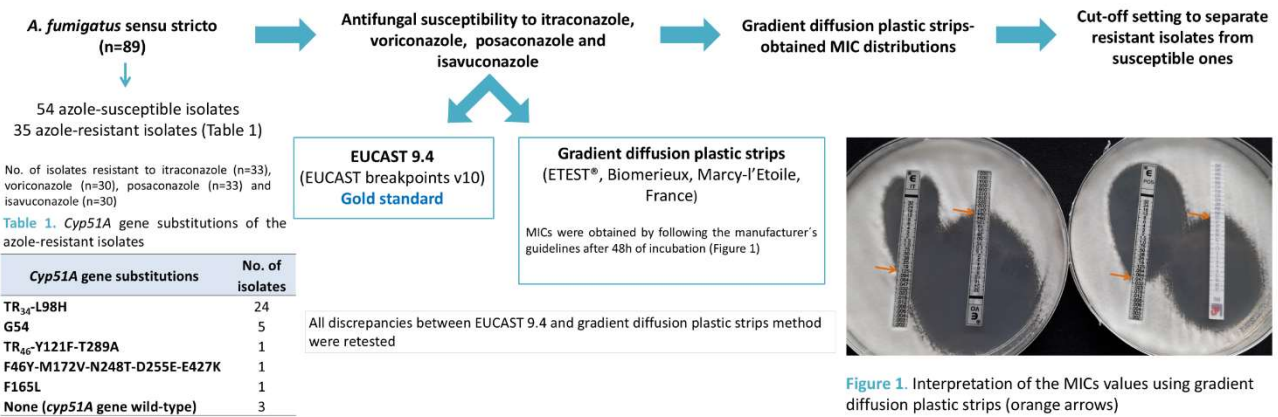 A. fumigatus sensu stricto
(n=89)
54 azole-susceptible isolates
35 azole-resistant isolates (Table 1)
No. of isolates resistant to itraconazole (n=33),
voriconazole (n=30), posaconazole (n=33) and
isavuconazole (n=30)
Table 1. Cyp51A gene substitutions of the
azole-resistant isolates
Cyp51A gene substitutions No. of
isolates
TR34-L98H 24
G54 5
TR46-Y121F-T289A 1
F46Y-M172V-N248T-D255E-E427K 1
F165L 1
None (cyp51A gene wild-type) 3
Antifungal susceptibility to itraconazole,
voriconazole, posaconazole and
isavuconazole
EUCAST 9.4
(EUCAST breakpoints v10)
Gold standard
Gradient diffusion plastic strips
(ETEST®, Biomerieux, Marcy-l’Etoile,
France)
MICs were obtained by following the manufacturer´s
guidelines after 48h of incubation (Figure 1)
All discrepancies between EUCAST 9.4 and gradient diffusion plastic strips method
were retested
Gradient diffusion plastic strips-
obtained MIC distributions
Cut-off setting to separate
resistant isolates from
susceptible ones
Figure 1. Interpretation of the MICs values using gradient
diffusion plastic strips (orange arrows)